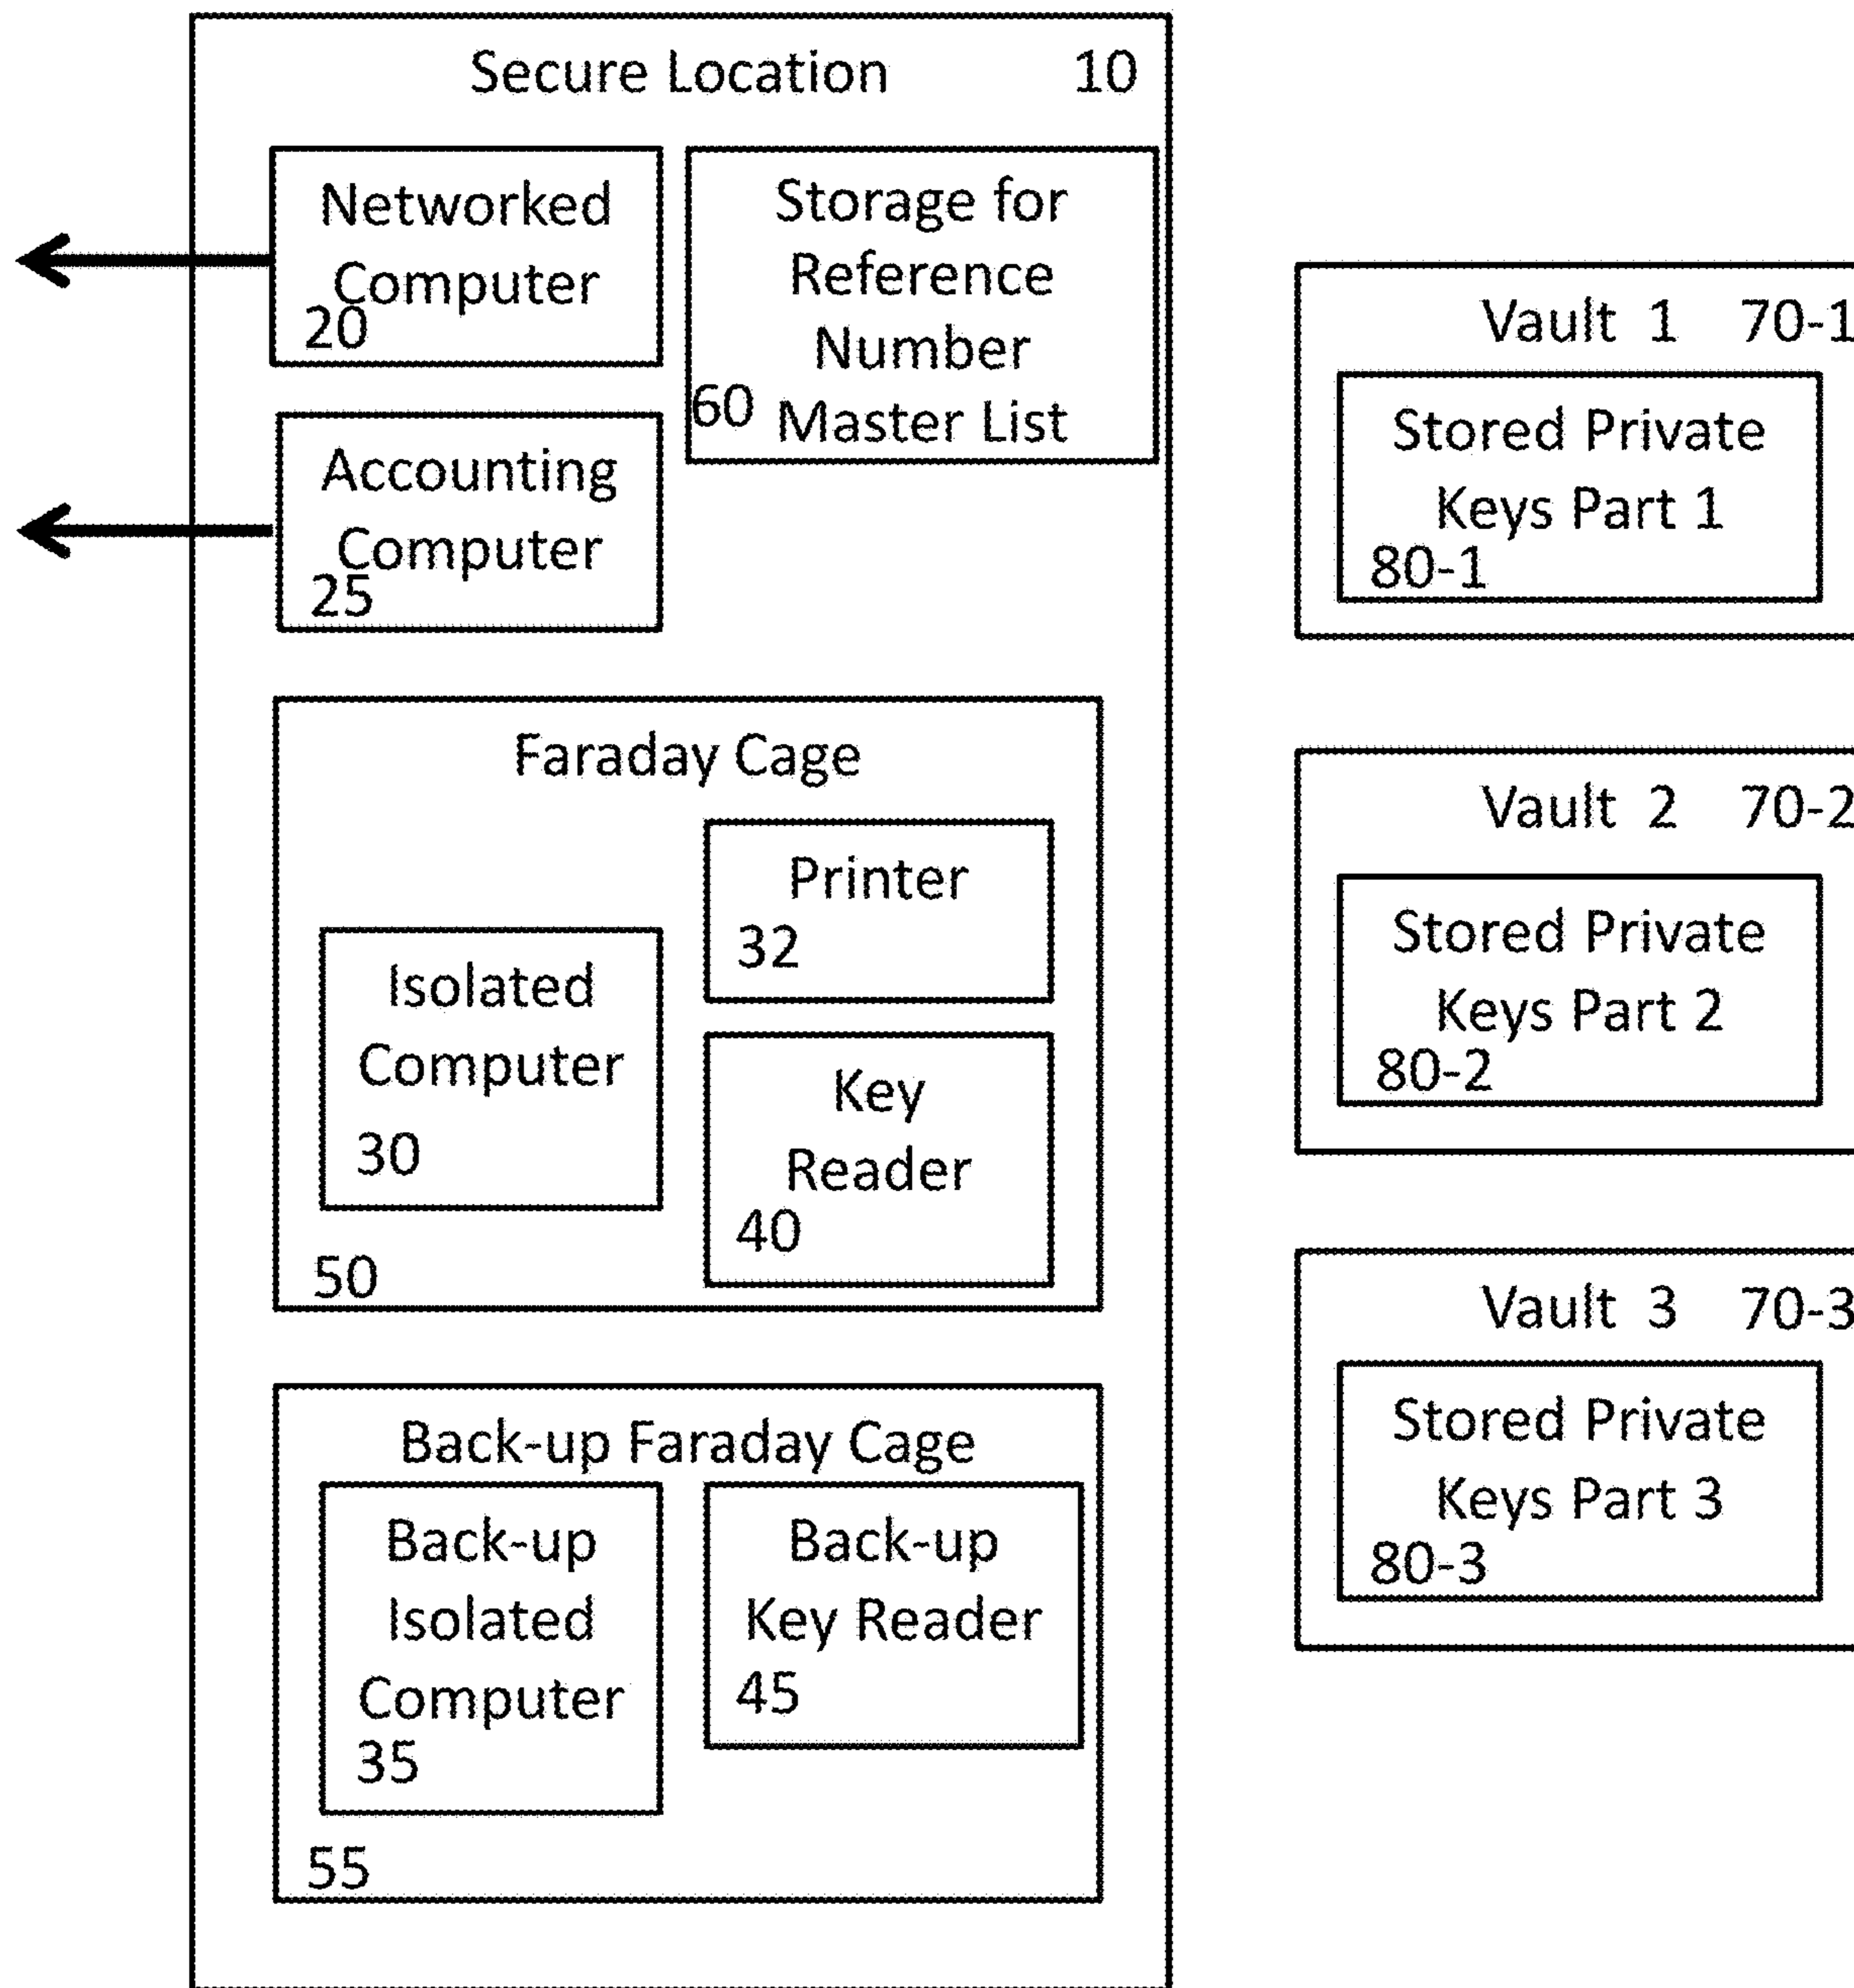 Secure Location 10
Networked
Computer
20
Storage for
Reference
Number
Master List
60
Accounting
Computer
25
Faraday Cage
Printer
32
Isolated
Computer
30
Key
Reader
40
50
Back-up Faraday Cage
Back-up
Isolated
Computer
35
Back-up
Key Reader
45
55
Vault 1 70-1
Stored Private
Keys Part 1
80-1
Vault 2 70-2
Stored Private
Keys Part 2
80-2
Vault 3 70-3
Stored Private
Keys Part 3
80-3